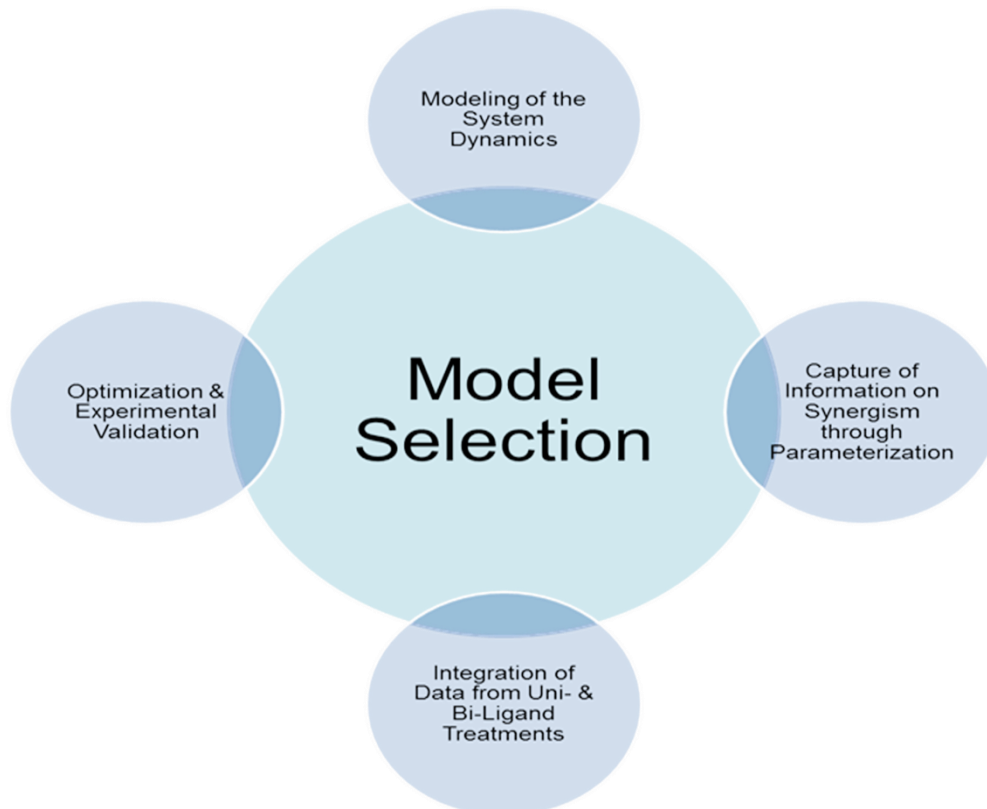 Modeling of the
System
Dynamics
Optimization &
Experimental
Validation
Model
Selection
Capture of
Information on
Synergism
through
Parameterization
Integration of
Data from Uni- &
Bi-Ligand
Treatments